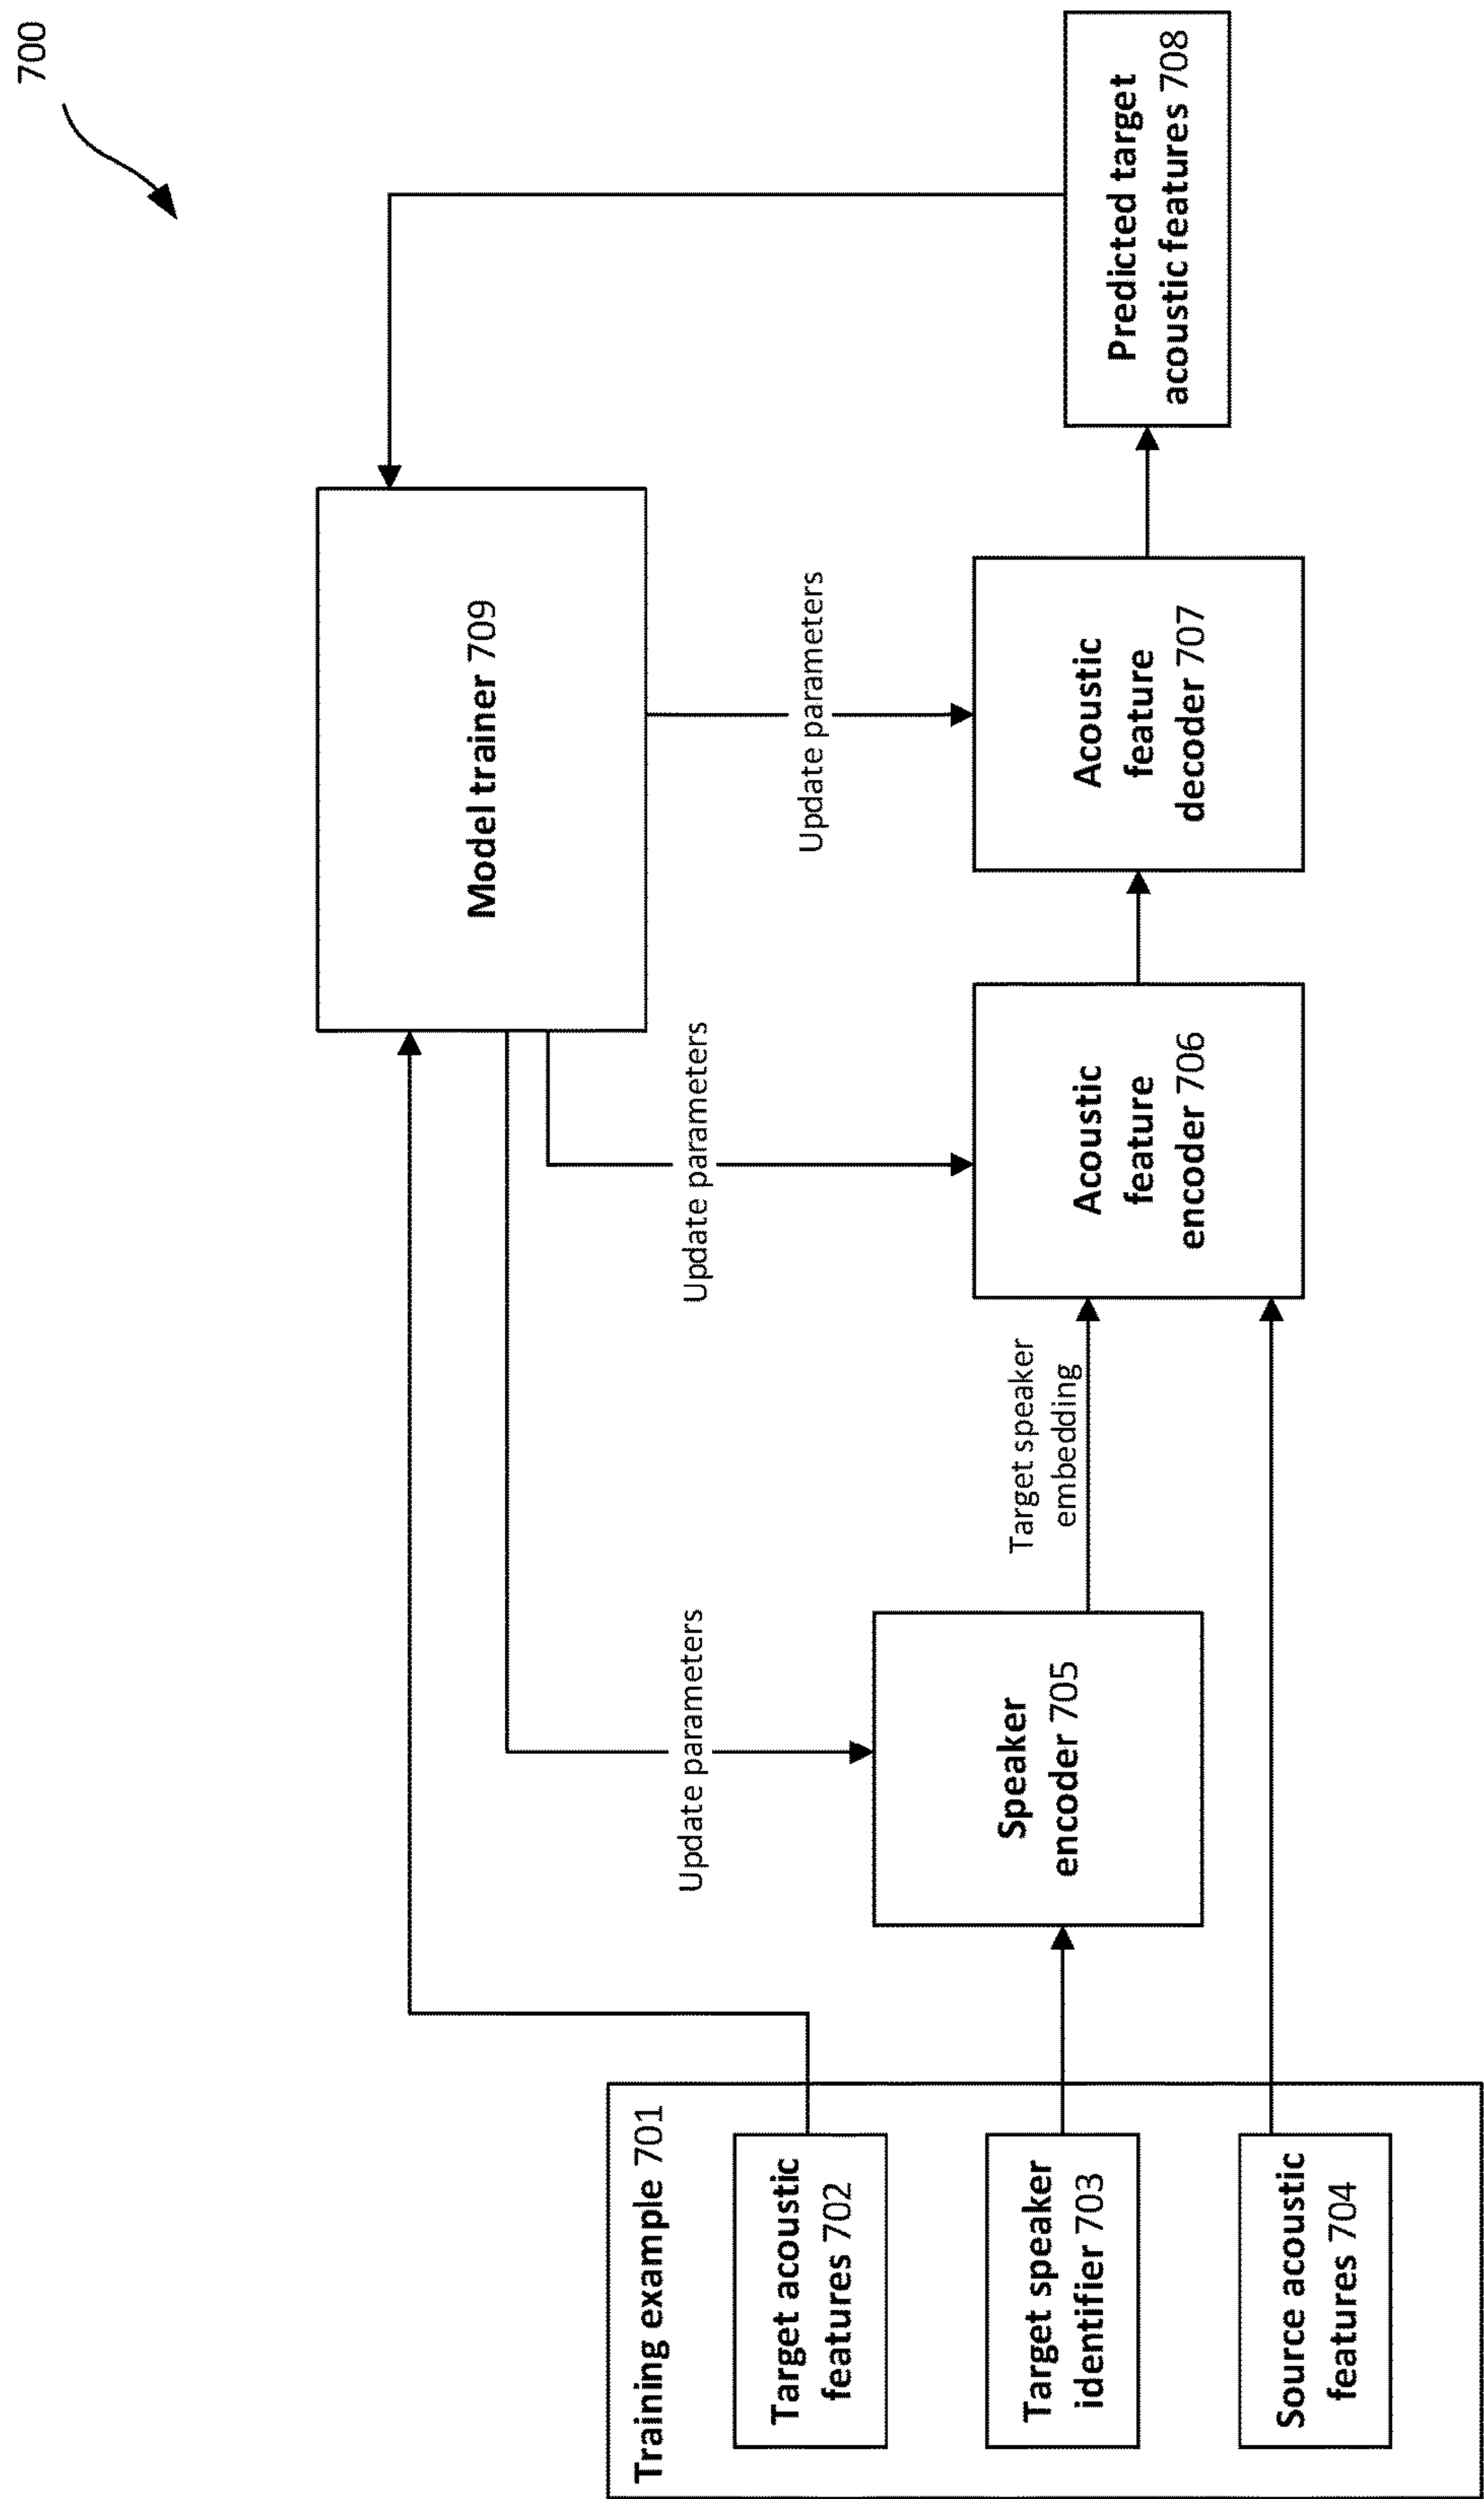 700
Training example 701
Target acoustic
features 702
Target speaker
identifier 703
Source acoustic
features 704
Update parameters
Speaker
encoder 705
Target speaker
embedding
Update parameters
Acoustic
feature
encoder 706
Model trainer 709
Update parameters
Acoustic
feature
decoder 707
Predicted target
acoustic features 708